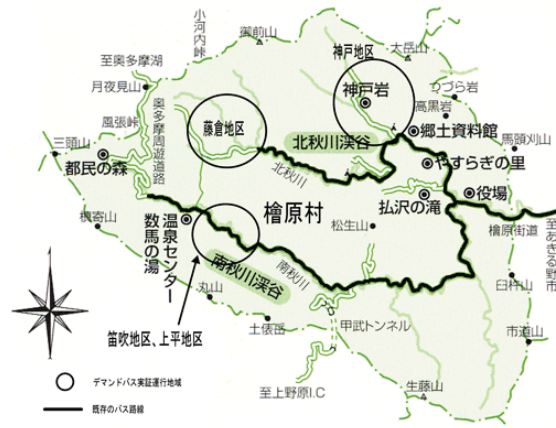 小河内峠
御前山
神戸地区
大岳山
至奥多摩湖
月夜見山
つづら岩
神戸岩
高黒岩
風張峠
奥多摩周遊道路
藤倉地区
北秋川渓谷
郷土資料館
馬頭刈山
三頭山
都民の森
北秋川
やすらぎの里
役場
檜原村
払沢の滝
槙寄山
数馬の湯
温泉センター
松生山
檜原街道
至あきる野市
南秋川渓谷
南秋川
丸山
臼杵山
笛吹地区、上平地区
土俵岳
甲武トンネル
市道山
至上野原I.C
生藤山
デマンドバス実証運行地域
既存のバス路線